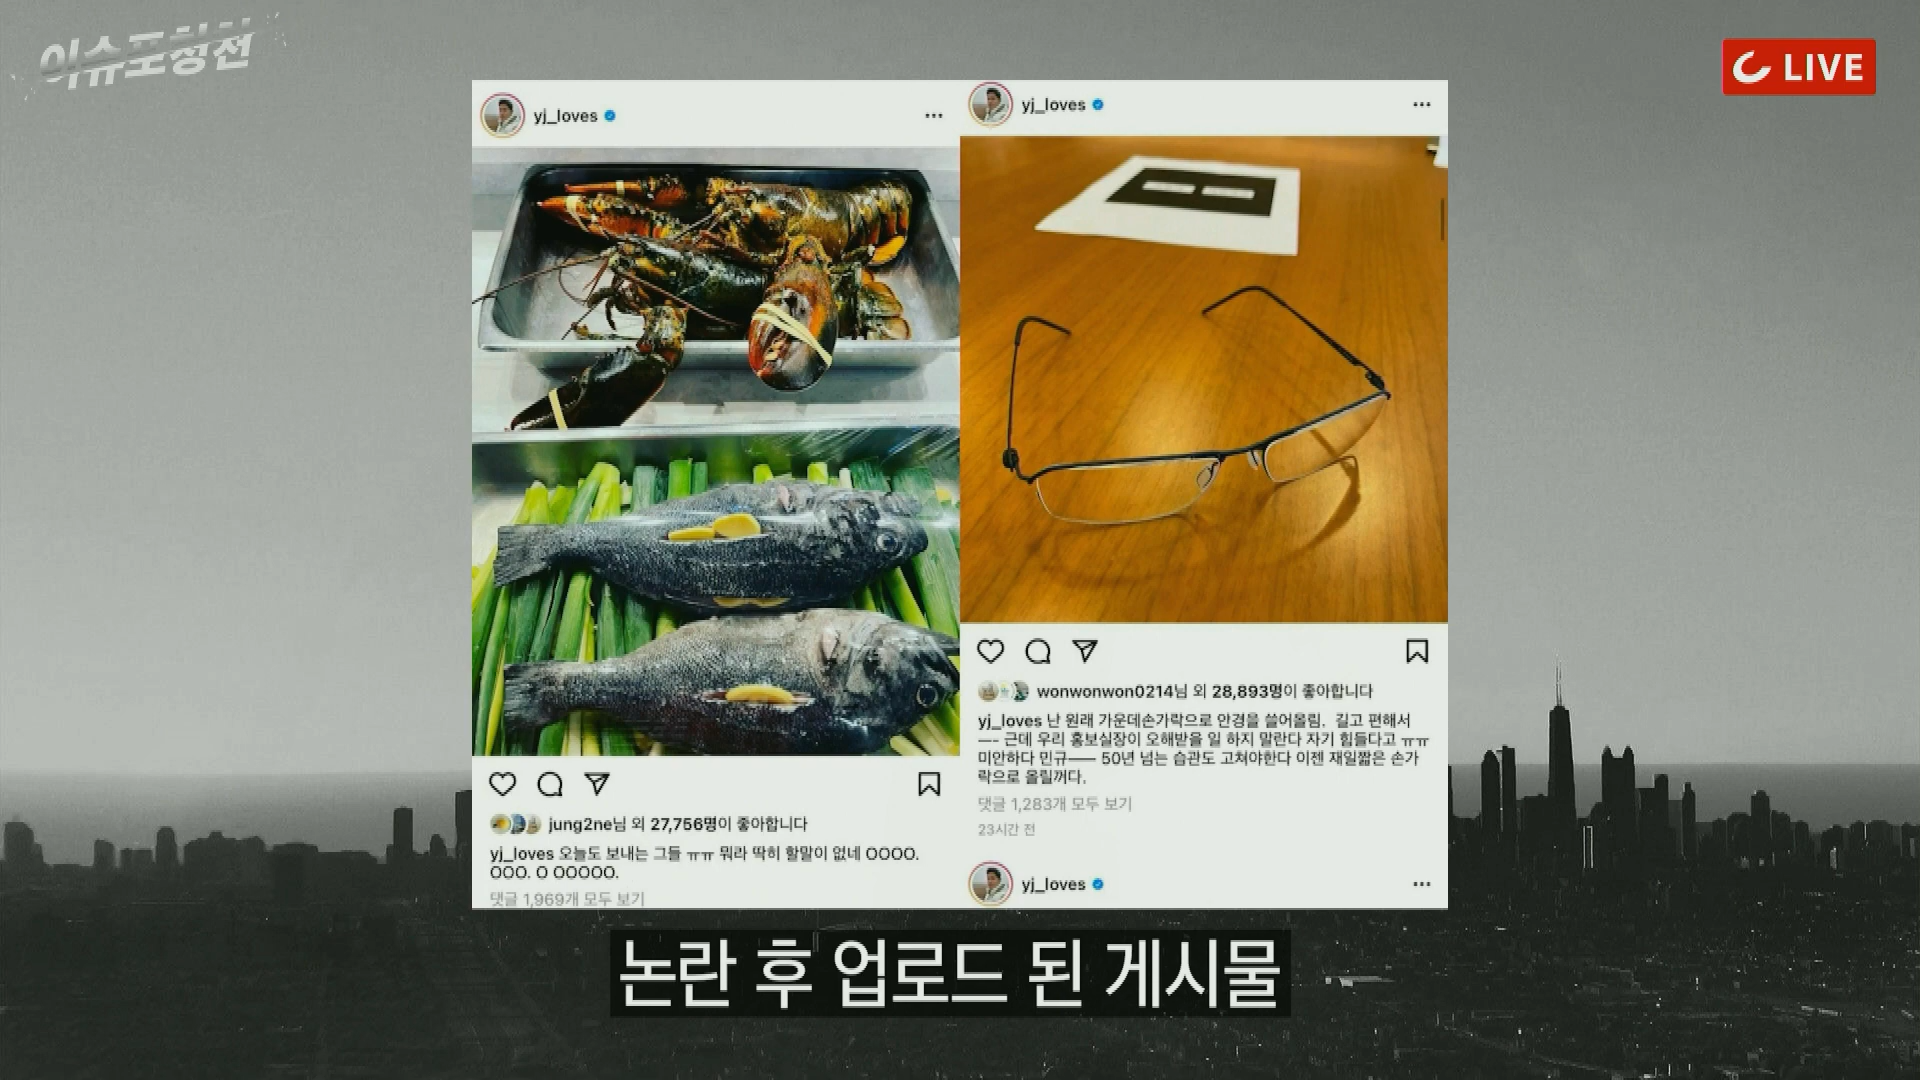 이슈포청천
LIVE
yj_loves
yj_loves
jung2ne님 외 27,756명이 좋아합니다
yj_loves 오늘도 보내는 그들 ㅠㅠ 뭐라 딱히 할말이 없네 OOOO.
OOO. O OOOOO.
댓글 1,969개 모두 보기
wonwonwon0214님 외 28,893명이 좋아합니다
yj_loves 난 원래 가운데손가락으로 안경을 쓸어올림. 길고 편해서
—- 근데 우리 홍보실장이 오해받을 일 하지 말란다 자기 힘들다고 ㅠㅠ
미안하다 민규—— 50년 넘는 습관도 고쳐야한다 이젠 재일짧은 손가
락으로 올릴꺼다.
댓글 1,283개 모두 보기
23시간 전
yj_loves
논란 후 업로드 된 게시물